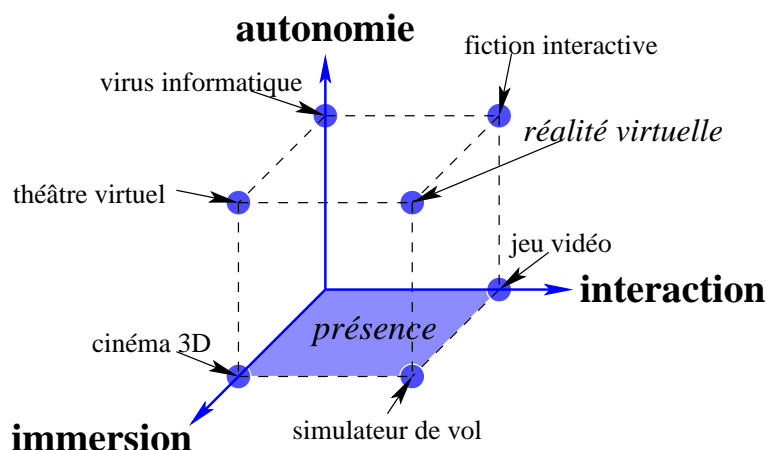 autonomie
fiction interactive
virus informatique
réalité virtuelle
théâtre virtuel
jeu vidéo
interaction
présence
cinéma 3D
simulateur de vol
immersion